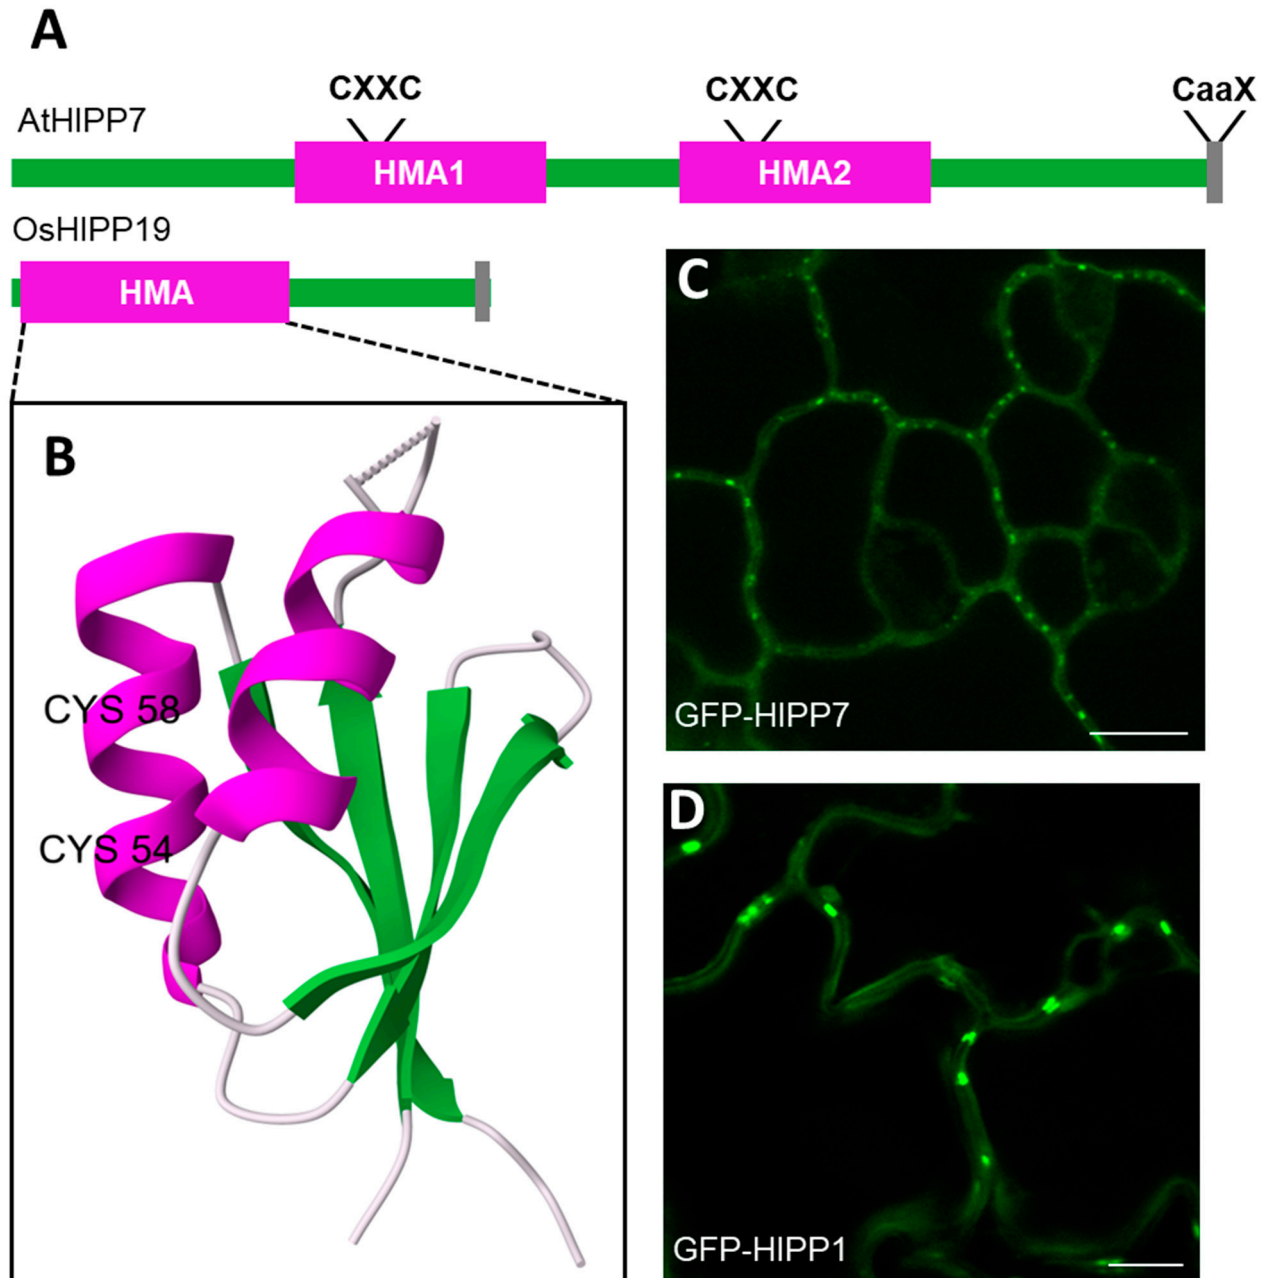 A
CXXC CXXC CaaX
AtHIPP7
HMA1 HMA2
OsHIPP19
HMA
C
B
CYS 58
GFP-HIPP7
D
CYS 54
GFP-HIPP1